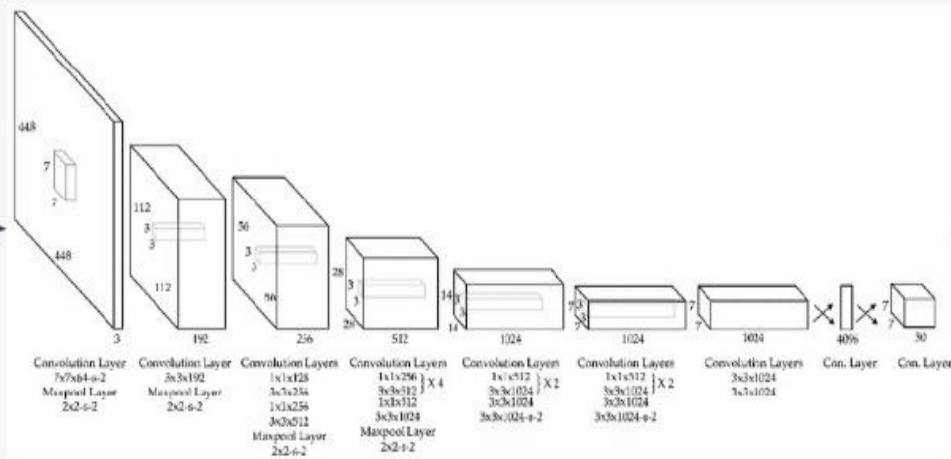 448
7
7
448
3
112
3
3
112
192
56
3
3
56
256
28
3
3
28
512
14
3
3
14
1024
7
3
3
7
1024
7
7
1024
4096
7
7
30
Convolution Layer
7x7x64-s-2
Maxpool Layer
2x2-s-2
Convolution Layer
3x3x192
Maxpool Layer
2x2-s-2
Convolution Layers
1x1x128
3x3x256
1x1x256
3x3x512
Maxpool Layer
2x2-s-2
Convolution Layers
1x1x256
3x3x512
} X 4
1x1x512
3x3x1024
Maxpool Layer
2x2-s-2
Convolution Layers
1x1x512
3x3x1024
} X 2
3x3x1024
3x3x1024-s-2
Convolution Layers
1x1x512
3x3x1024
} X 2
3x3x1024
3x3x1024-s-2
Convolution Layers
3x3x1024
3x3x1024
Con. Layer
Con. Layer